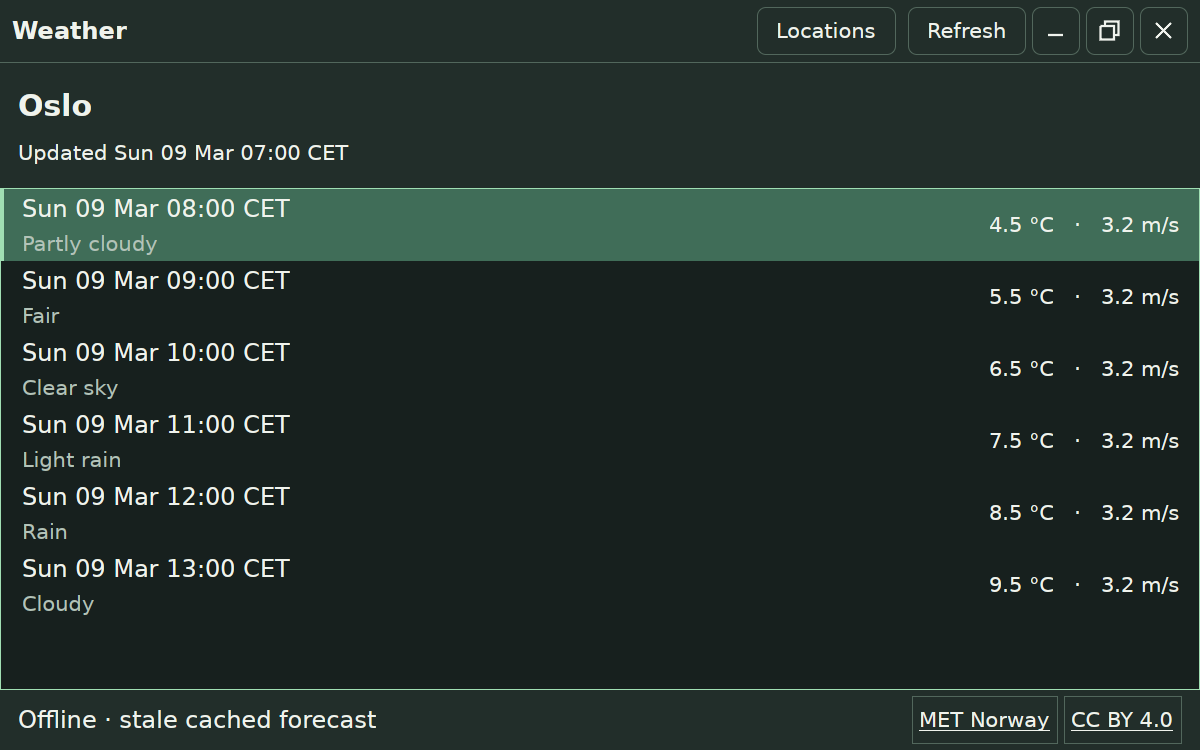 Weather
Locations
Refresh
Oslo
Updated Sun 09 Mar 07:00 CET
Sun 09 Mar 08:00 CET
Partly cloudy
4.5 °C · 3.2 m/s
Sun 09 Mar 09:00 CET
Fair
5.5 °C · 3.2 m/s
Sun 09 Mar 10:00 CET
Clear sky
6.5 °C · 3.2 m/s
Sun 09 Mar 11:00 CET
Light rain
7.5 °C · 3.2 m/s
Sun 09 Mar 12:00 CET
Rain
8.5 °C · 3.2 m/s
Sun 09 Mar 13:00 CET
Cloudy
9.5 °C · 3.2 m/s
Offline · stale cached forecast
MET Norway
CC BY 4.0